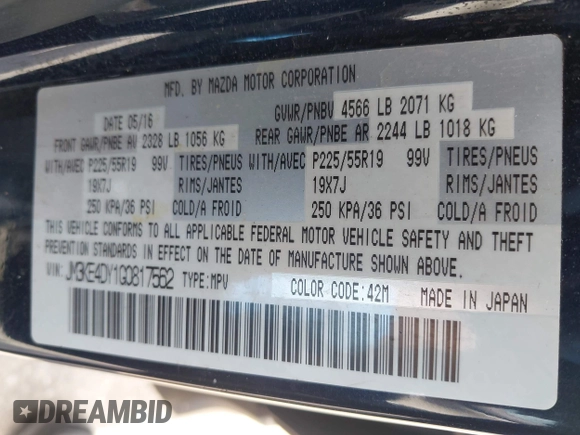 MFD. BY MAZDA MOTOR CORPORATION
DATE 05/16 GVWR/PNBV 4566 LB 2071 KG
FRONT GAWR/PNBE AV 2328 LB 1056 KG REAR GAWR/PNBE AR 2244 LB 1018 KG
WITH/AVEC P225/55R19 99V TIRES/PNEUS WITH/AVEC P225/55R19 99V TIRES/PNEUS
19X7J RIMS/JANTES 19X7J RIMS/JANTES
250 KPA/36 PSI COLD/A FROID 250 KPA/36 PSI COLD/A FROID
THIS VEHICLE CONFORMS TO ALL APPLICABLE FEDERAL MOTOR VEHICLE SAFETY AND THEFT
PREVENTION STANDARDS IN EFFECT ON THE DATE OF MANUFACTURE SHOWN ABOVE.
VIN: JM3KE4DY1G0817562 TYPE:MPV COLOR CODE:42M MADE IN JAPAN
DREAMBID